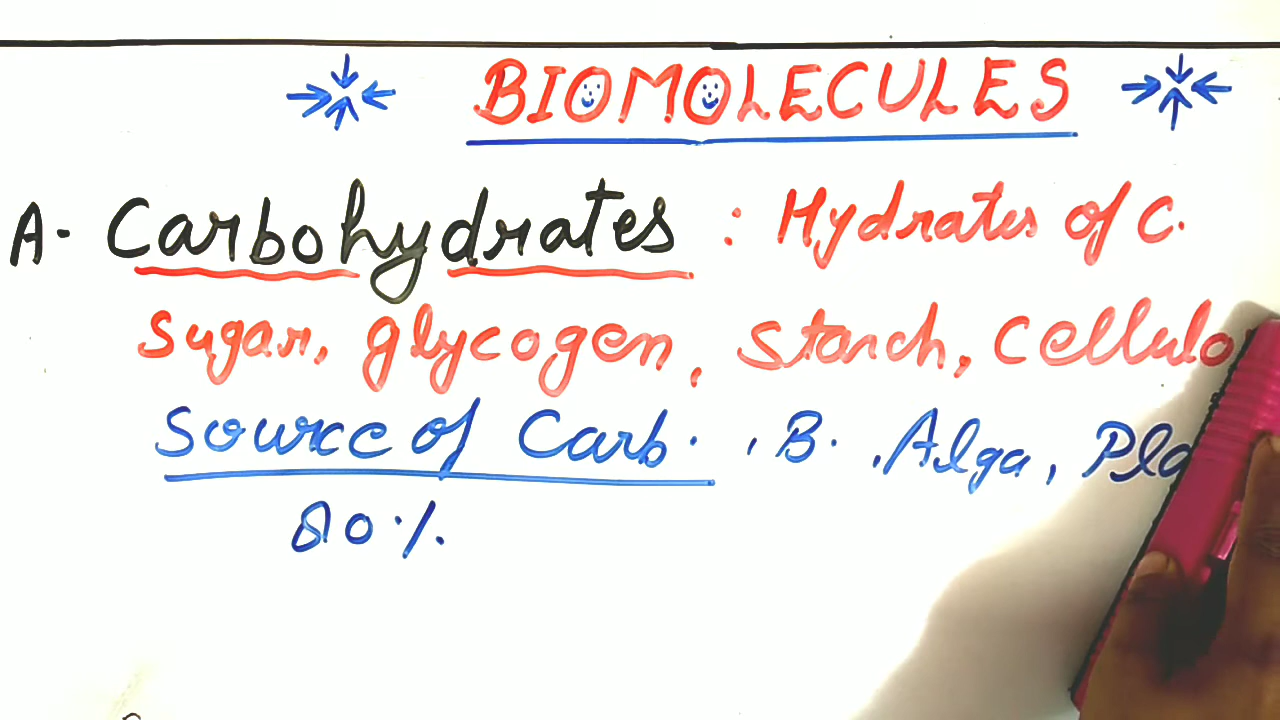 BIOMOLECULES
A. Carbohydrates : Hydrates of C.
Sugar, glycogen, Starch, Cellulo
Source of Carb. , B. , Alga, Pla
80%.